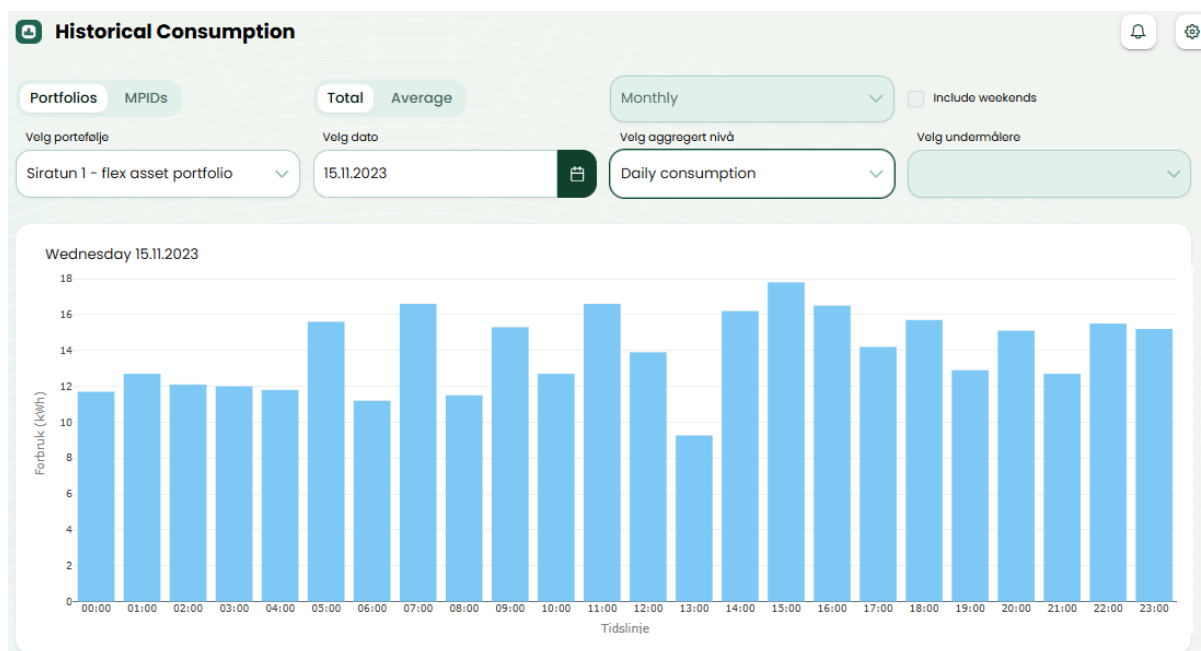 Historical Consumption
Portfolios MPIDs Total Average Monthly Include weekends
Velg portefølje Velg dato Velg aggregert nivå Velg undermålere
Siratun 1 - flex asset portfolio 15.11.2023 Daily consumption
Wednesday 15.11.2023
18
16
14
12
10
8
6
4
2
0
Forbruk (kWh)
00:00 01:00 02:00 03:00 04:00 05:00 06:00 07:00 08:00 09:00 10:00 11:00 12:00 13:00 14:00 15:00 16:00 17:00 18:00 19:00 20:00 21:00 22:00 23:00
Tidslinje